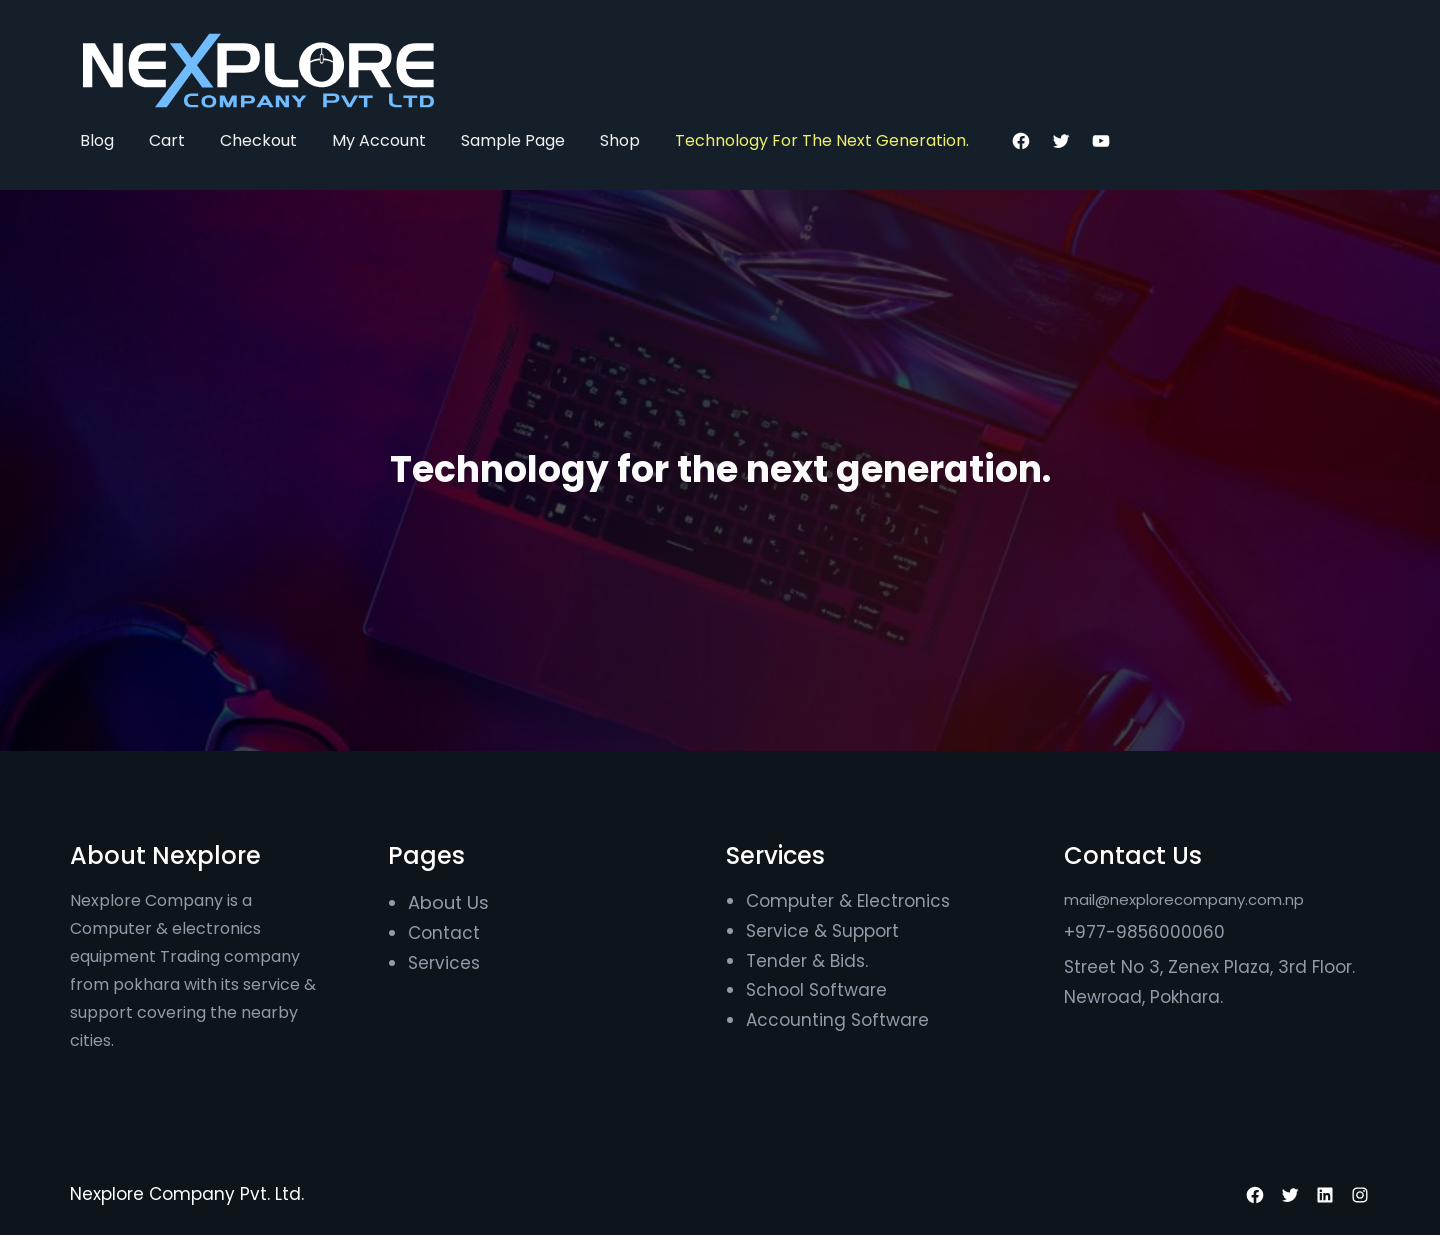 NEXPLORE
COMPANY PVT LTD
Blog Cart Checkout My Account Sample Page Shop Technology For The Next Generation.
Technology for the next generation.
About Nexplore
Nexplore Company is a
Computer & electronics
equipment Trading company
from pokhara with its service &
support covering the nearby
cities.
Pages
About Us
Contact
Services
Services
Computer & Electronics
Service & Support
Tender & Bids.
School Software
Accounting Software
Contact Us
mail@nexplorecompany.com.np
+977-9856000060
Street No 3, Zenex Plaza, 3rd Floor.
Newroad, Pokhara.
Nexplore Company Pvt. Ltd.